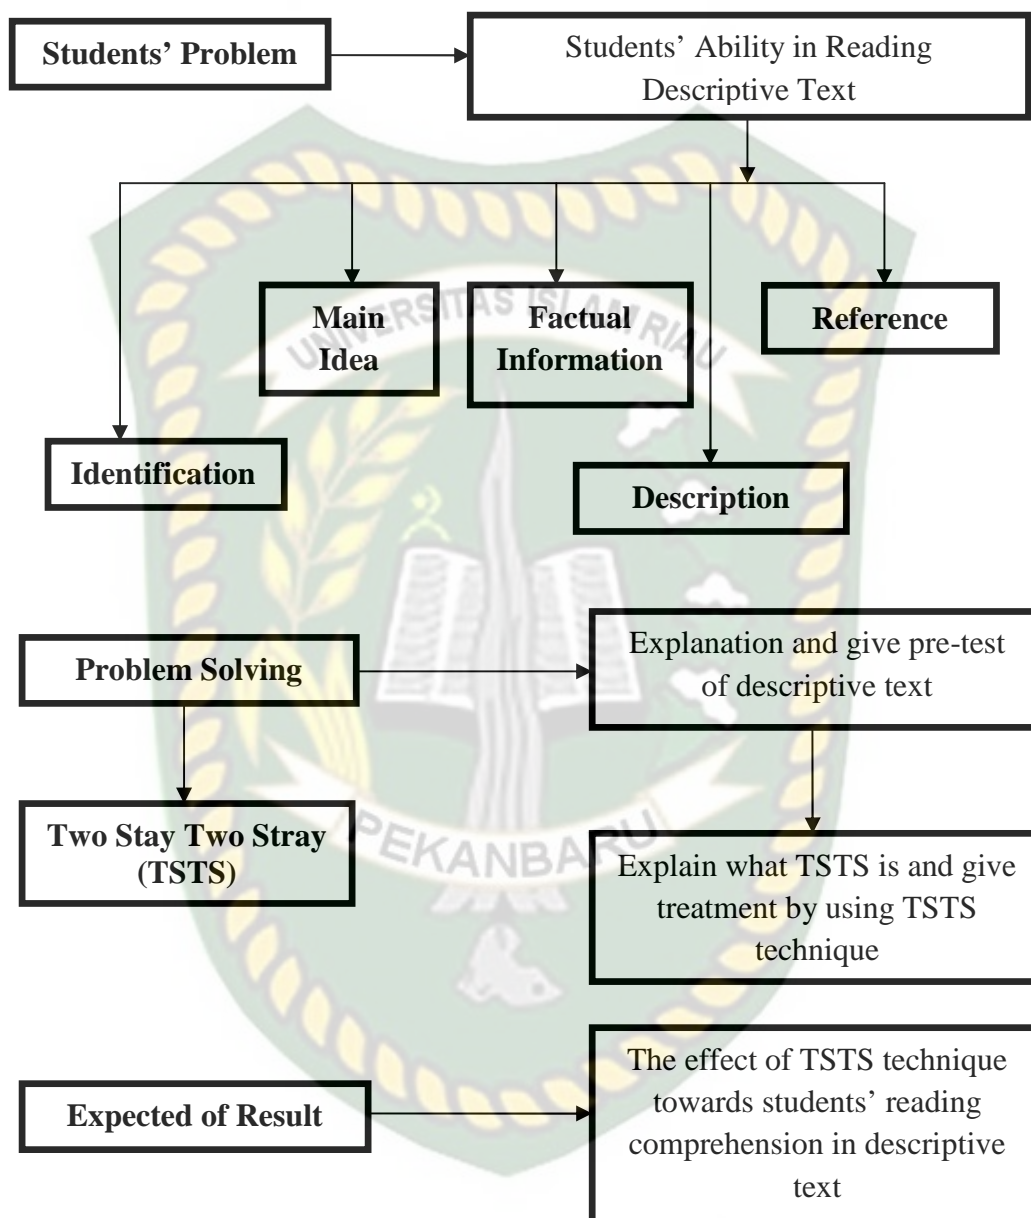 Students’ Problem
Students’ Ability in Reading
Descriptive Text
Main
Idea
Factual
Information
Reference
Identification
Description
Problem Solving
Explanation and give pre-test
of descriptive text
Two Stay Two Stray
(TSTS)
Explain what TSTS is and give
treatment by using TSTS
technique
Expected of Result
The effect of TSTS technique
towards students’ reading
comprehension in descriptive
text
UNIVERSITAS ISLAM RIAU
PEKANBARU